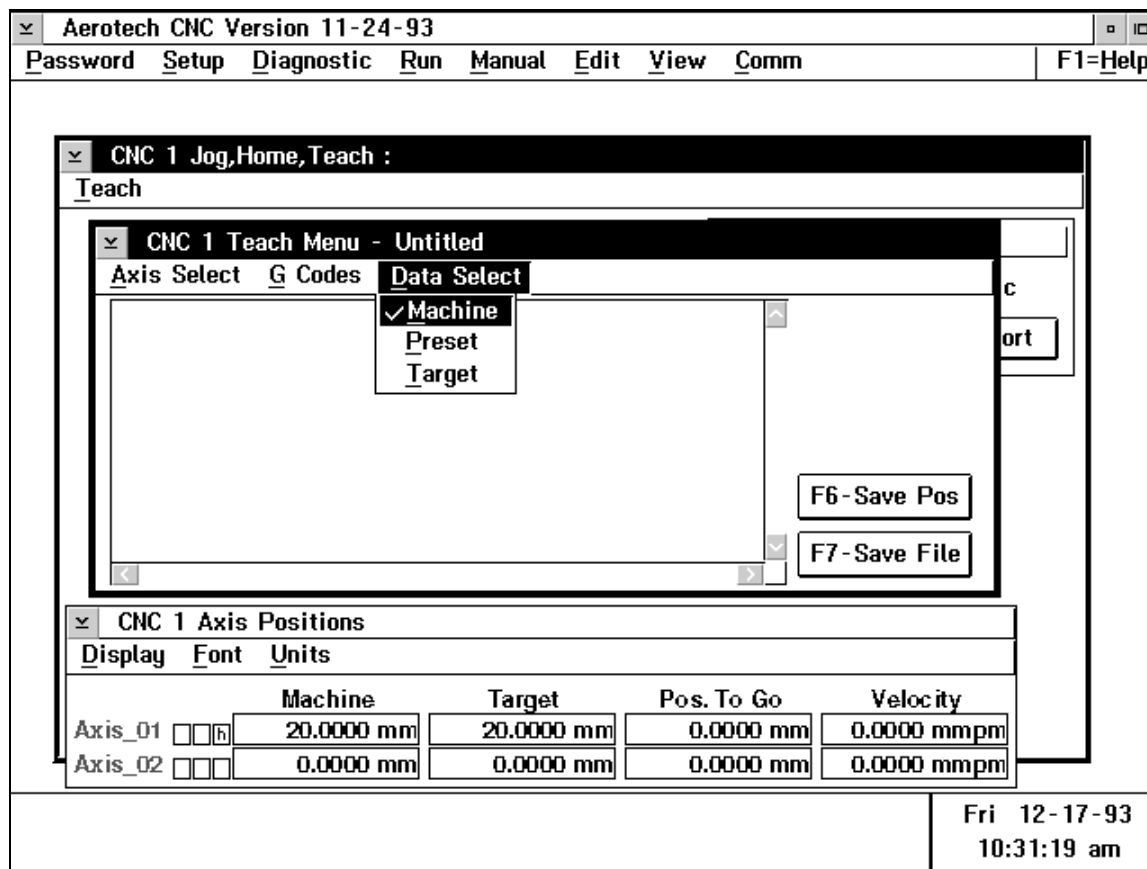 Aerotech CNC Version 11-24-93
Password Setup Diagnostic Run Manual Edit View Comm F1=Help
CNC 1 Jog,Home,Teach :
Teach
CNC 1 Teach Menu - Untitled
Axis Select G Codes Data Select
c
Machine
ort
Preset
Target
F6-Save Pos
F7-Save File
CNC 1 Axis Positions
Display Font Units
Machine Target Pos. To Go Velocity
Axis_01 h 20.0000 mm 20.0000 mm 0.0000 mm 0.0000 mmpm
Axis_02 0.0000 mm 0.0000 mm 0.0000 mm 0.0000 mmpm
Fri 12-17-93
10:31:19 am